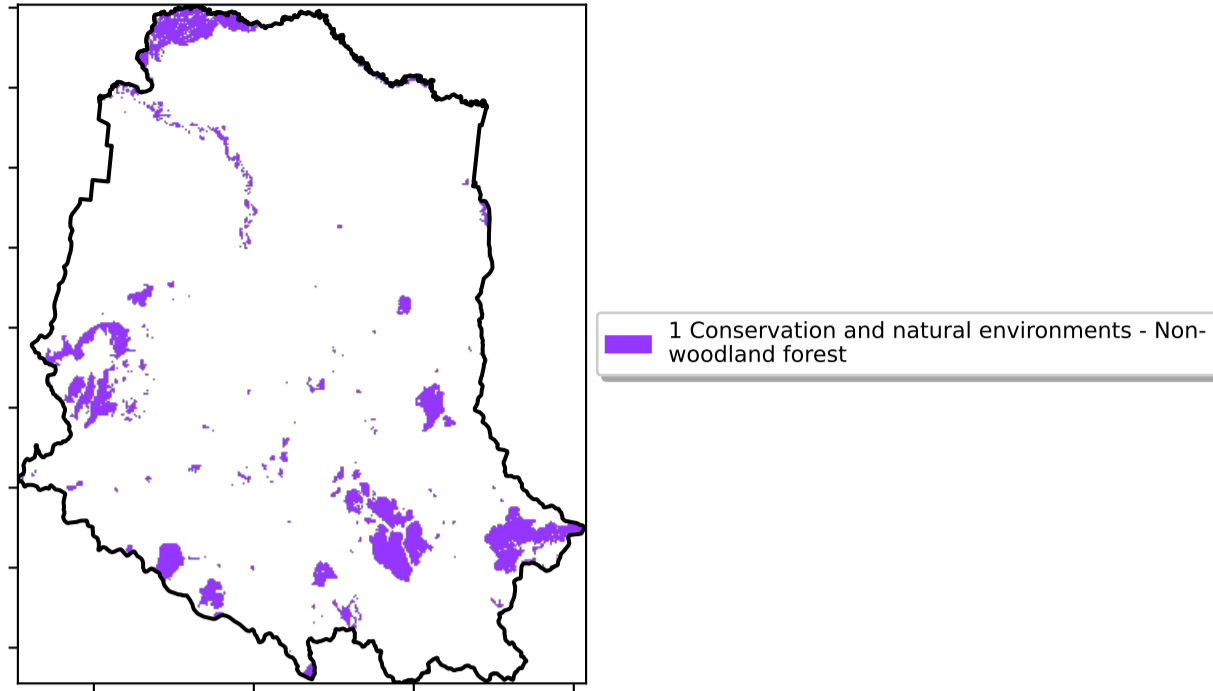 1 Conservation and natural environments - Non-
woodland forest